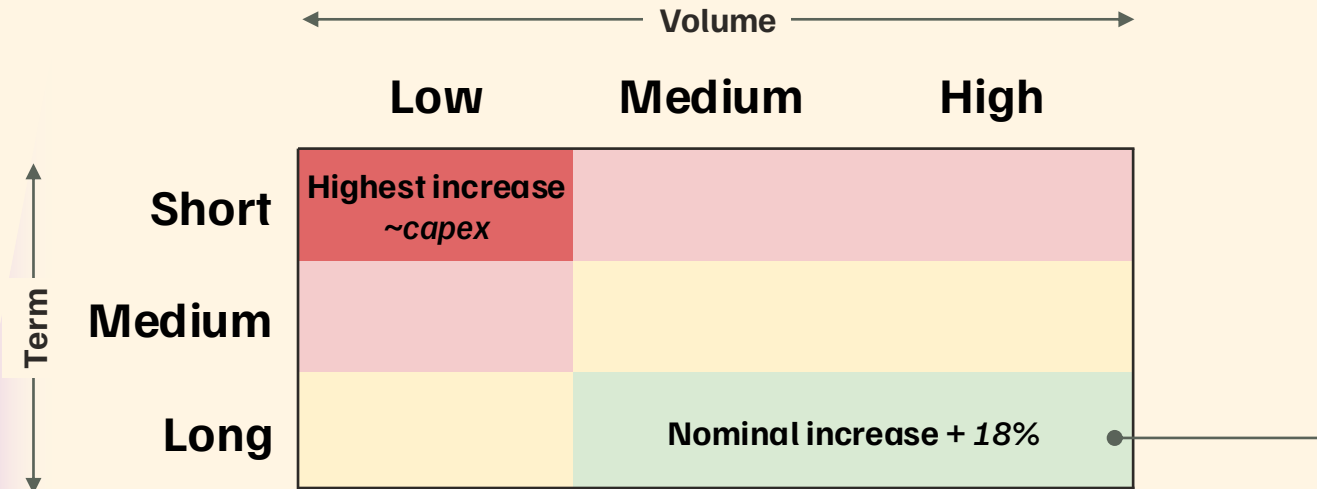 Volume
Low Medium High
Short
Highest increase
~capex
Term
Medium
Long
Nominal increase + 18%